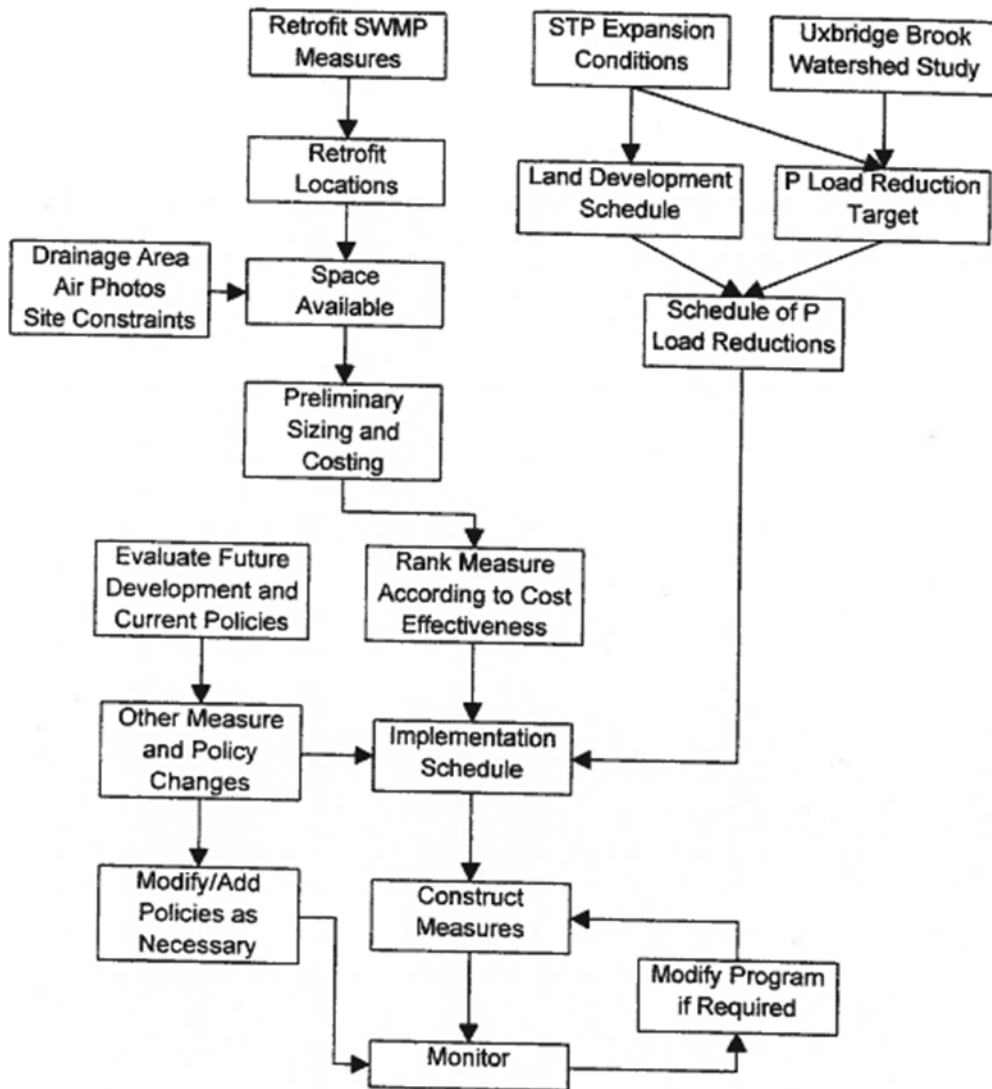 Retrofit SWMP
Measures
STP Expansion
Conditions
Uxbridge Brook
Watershed Study
Retrofit
Locations
Land Development
Schedule
P Load Reduction
Target
Drainage Area
Air Photos
Site Constraints
Space
Available
Schedule of P
Load Reductions
Preliminary
Sizing and
Costing
Evaluate Future
Development and
Current Policies
Rank Measure
According to Cost
Effectiveness
Other Measure
and Policy
Changes
Implementation
Schedule
Modify/Add
Policies as
Necessary
Construct
Measures
Modify Program
if Required
Monitor